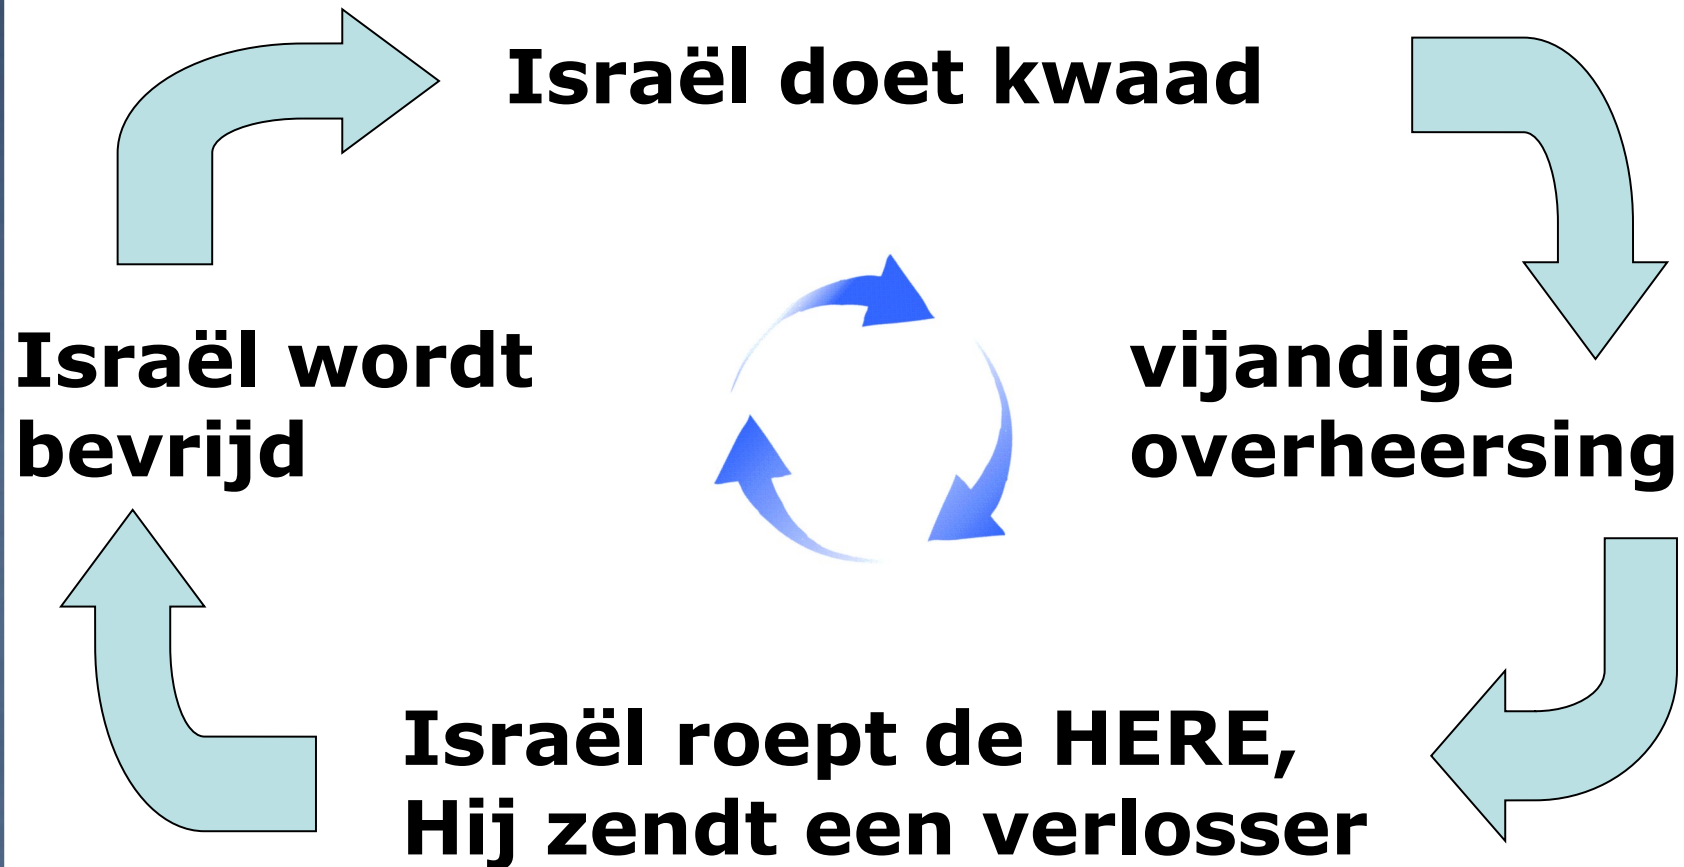 Israël doet kwaad
vijandige
overheersing
Israël roept de HERE,
Hij zendt een verlosser
Israël wordt
bevrijd